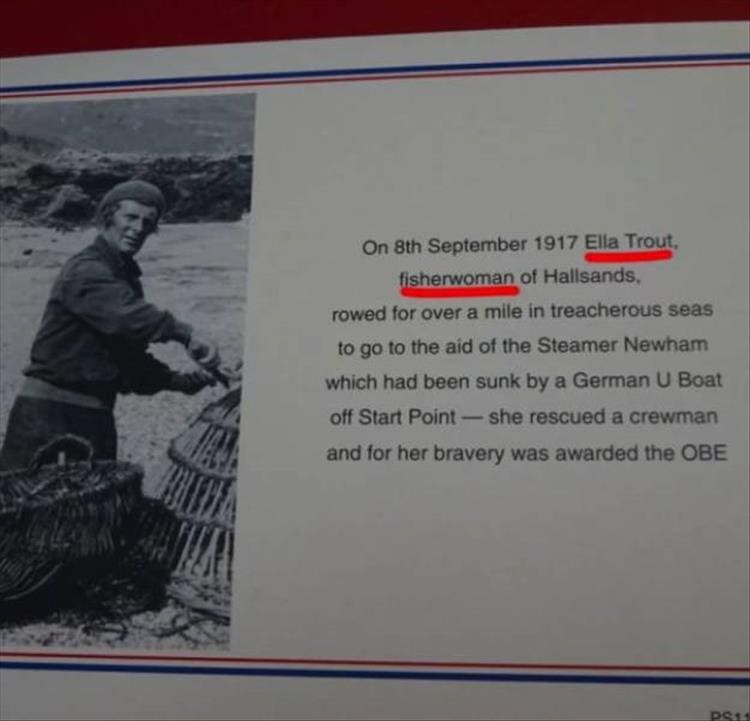 On 8th September 1917 Ella Trout,
fisherwoman of Hallsands,
rowed for over a mile in treacherous seas
to go to the aid of the Steamer Newham
which had been sunk by a German U Boat
off Start Point — she rescued a crewman
and for her bravery was awarded the OBE